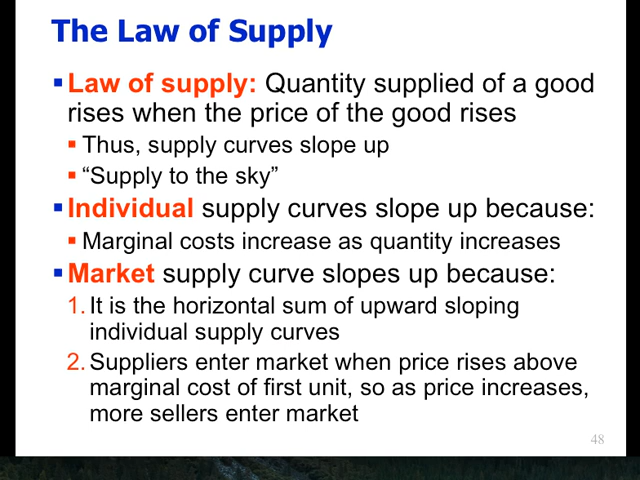 The Law of Supply
Law of supply: Quantity supplied of a good
rises when the price of the good rises
Thus, supply curves slope up
“Supply to the sky”
Individual supply curves slope up because:
Marginal costs increase as quantity increases
Market supply curve slopes up because:
1. It is the horizontal sum of upward sloping
individual supply curves
2. Suppliers enter market when price rises above
marginal cost of first unit, so as price increases,
more sellers enter market
48